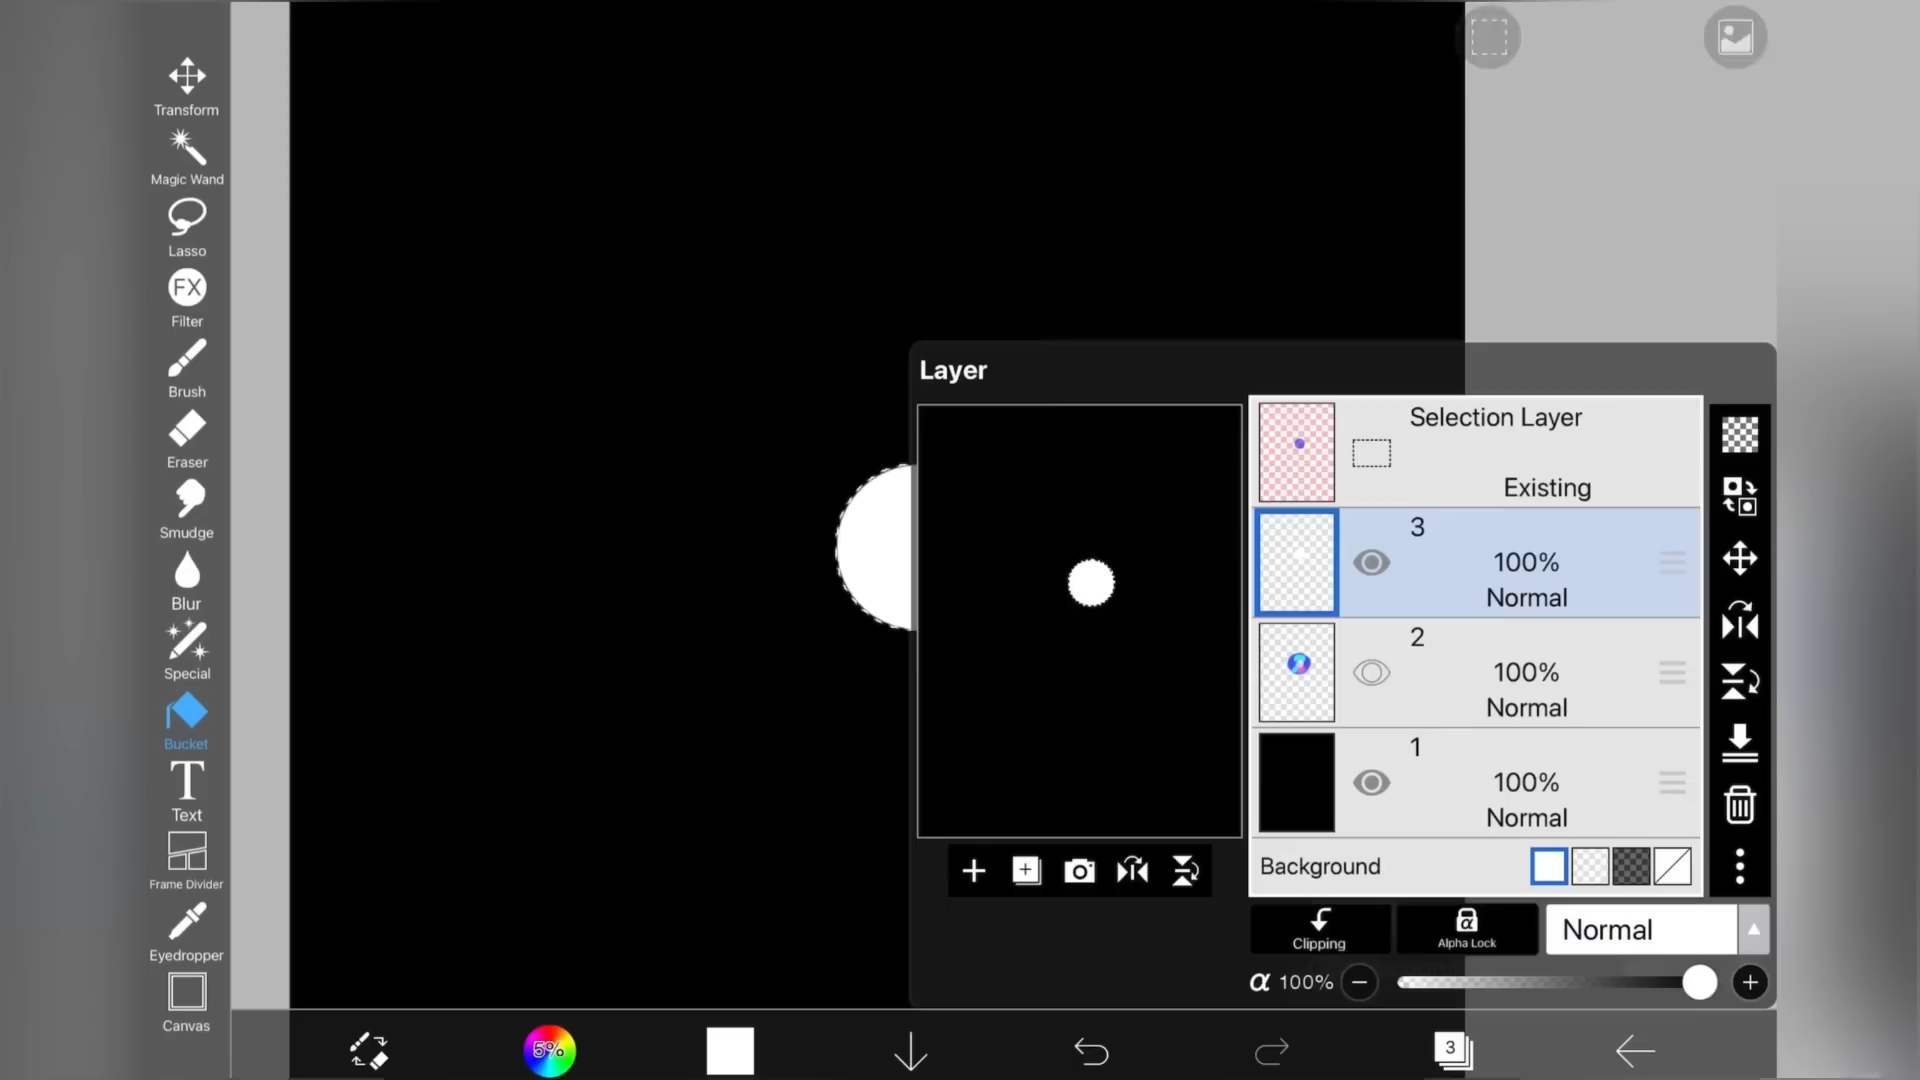 Transform
Magic Wand
Lasso
FX
Filter
Brush
Eraser
Smudge
Blur
Special
Bucket
T
Text
Frame Divider
Eyedropper
Canvas
Layer
Selection Layer
Existing
3
100%
Normal
2
100%
Normal
1
100%
Normal
Background
Clipping
α
Alpha Lock
Normal
α 100%
5%
3